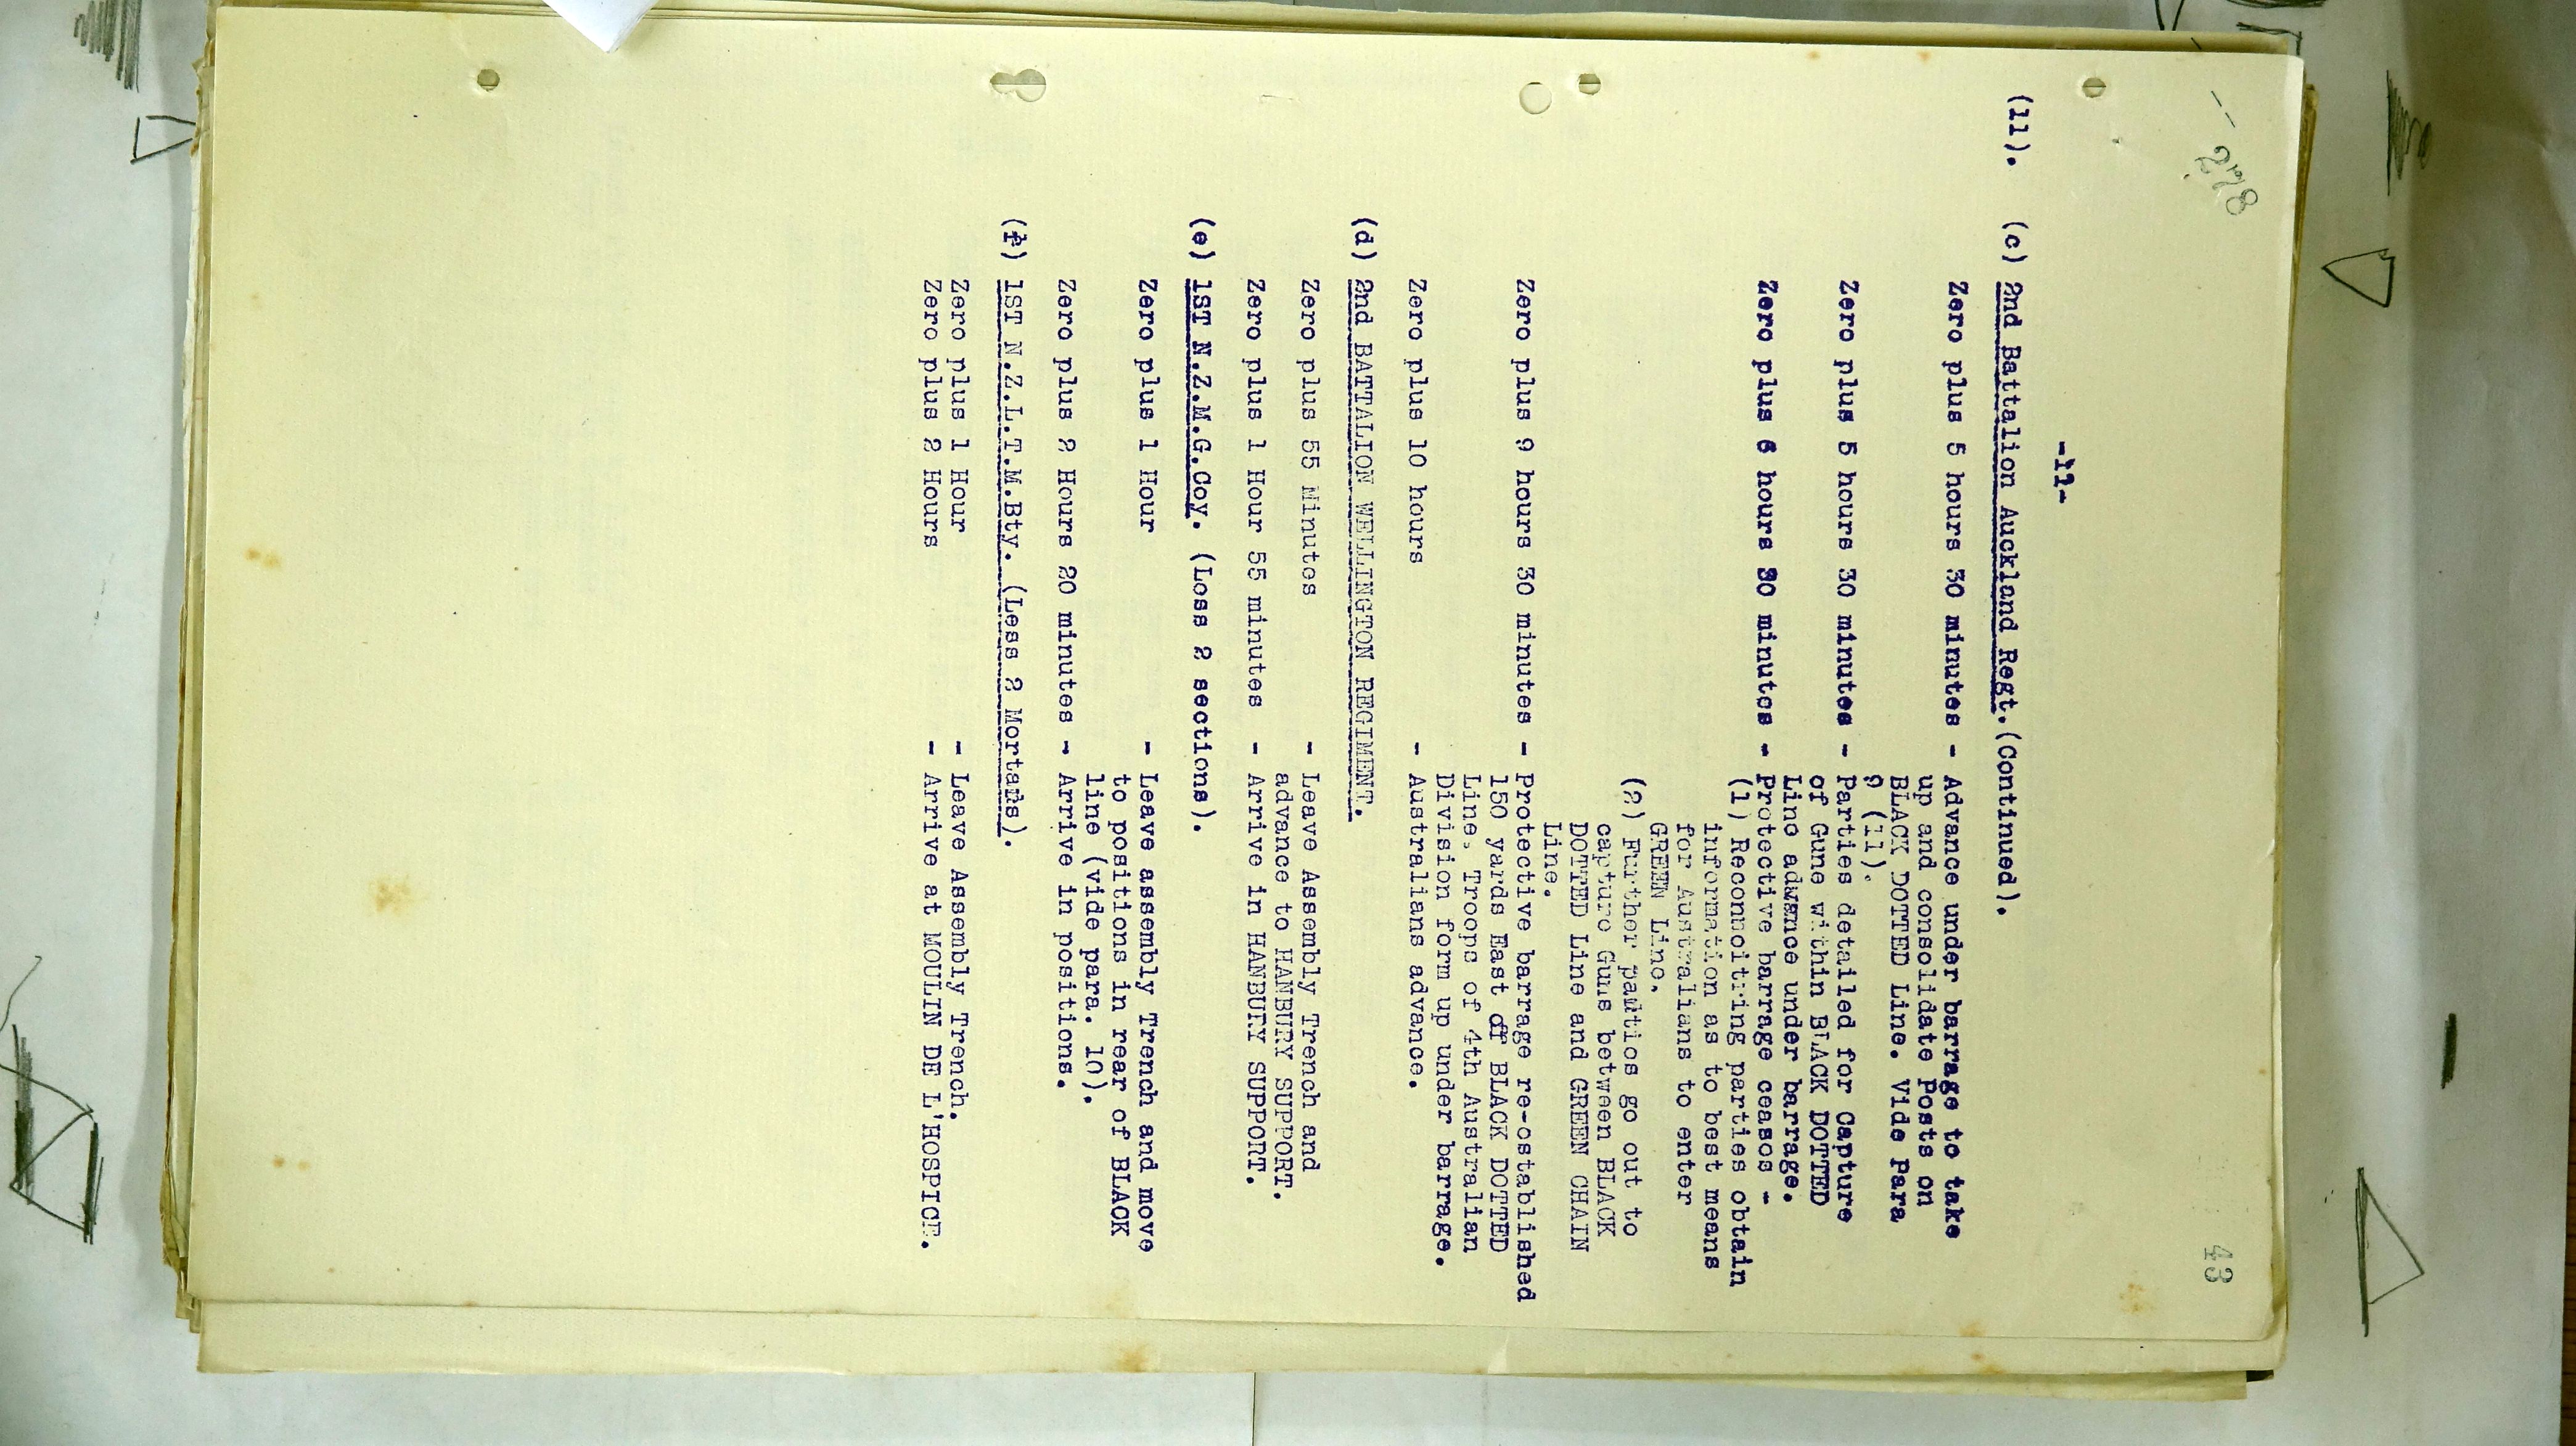 43
-11-
(11). (c) 2nd Battalion Auckland Regt. (Continued).
Zero plus 5 hours 30 minutes - Advance under barrage to take
up and consolidate Posts on
BLACK DOTTED Line. Vide Para
9 (11).
Zero plus 5 hours 30 minutes - Parties detailed for Capture
of Guns within BLACK DOTTED
Line advance under barrage.
Zero plus 6 hours 30 minutes - Protective barrage ceases -
(1) Reconnoitring parties obtain
information as to best means
for Australians to enter
GREEN Line.
(2) Further parties go out to
capture Guns between BLACK
DOTTED Line and GREEN CHAIN
Line.
Zero plus 9 hours 30 minutes - Protective barrage re-established
150 yards East of BLACK DOTTED
Line. Troops of 4th Australian
Division form up under barrage.
Zero plus 10 hours - Australians advance.
(d) 2nd BATTALION WELLINGTON REGIMENT.
Zero plus 55 Minutes - Leave Assembly Trench and
advance to HANBURY SUPPORT.
Zero plus 1 Hour 55 minutes - Arrive in HANBURY SUPPORT.
(e) 1ST N.Z.M.G.Coy. (Less 2 sections).
Zero plus 1 Hour - Leave assembly Trench and move
to positions in rear of BLACK
line (vide para. 10).
Zero plus 2 Hours 20 minutes - Arrive in positions.
(f) 1ST N.Z.L.T.M.Bty. (Less 2 Mortars).
Zero plus 1 Hour - Leave Assembly Trench.
Zero plus 2 Hours - Arrive at MOULIN DE L'HOSPICE.